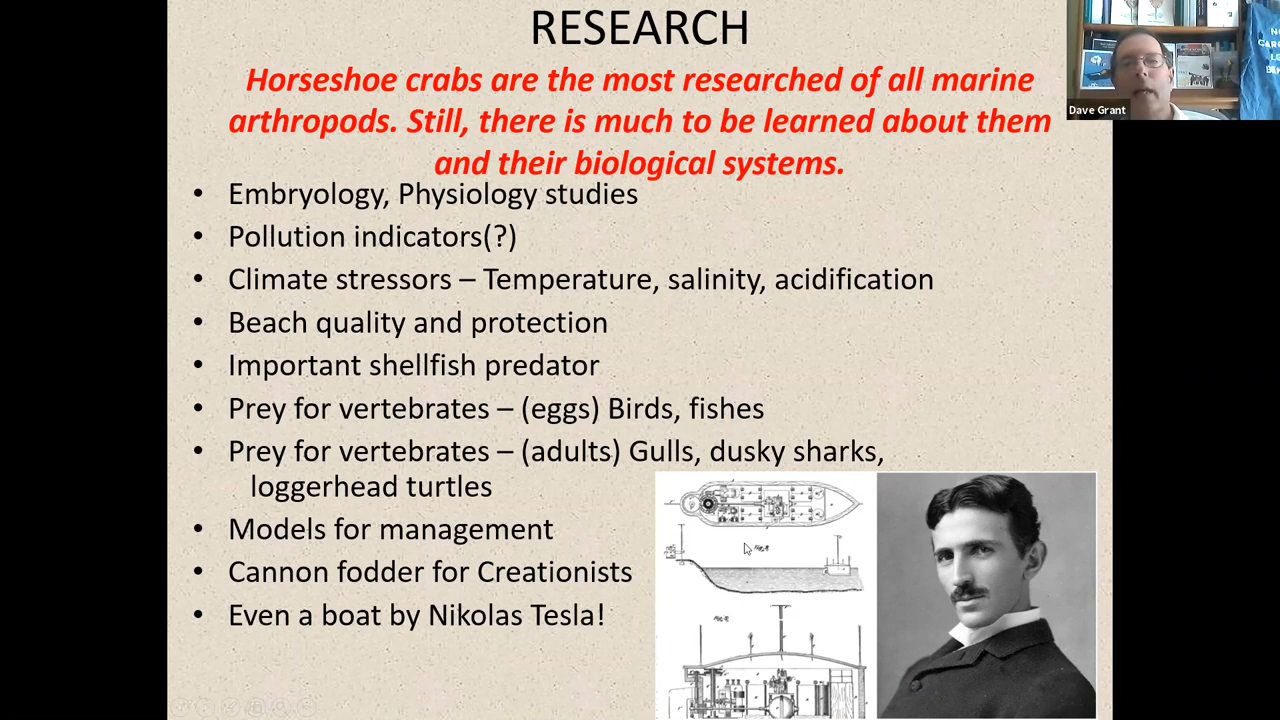 RESEARCH
Horseshoe crabs are the most researched of all marine
arthropods. Still, there is much to be learned about them
and their biological systems.
• Embryology, Physiology studies
• Pollution indicators(?)
• Climate stressors – Temperature, salinity, acidification
• Beach quality and protection
• Important shellfish predator
• Prey for vertebrates – (eggs) Birds, fishes
• Prey for vertebrates – (adults) Gulls, dusky sharks,
loggerhead turtles
• Models for management
• Cannon fodder for Creationists
• Even a boat by Nikolas Tesla!
Dave Grant